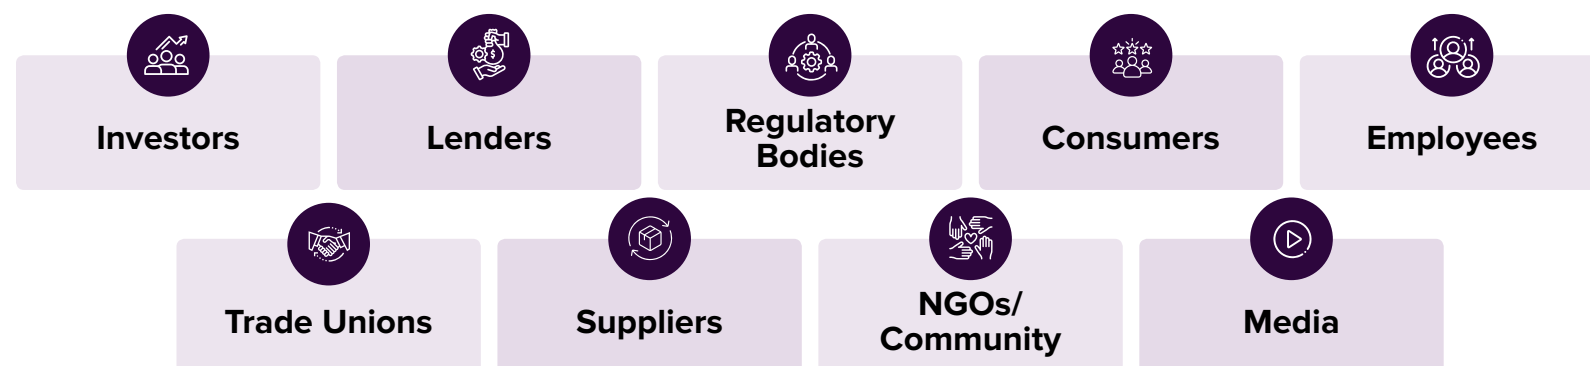 Investors
Lenders
Regulatory
Bodies
Consumers
Employees
Trade Unions
Suppliers
NGOs/
Community
Media